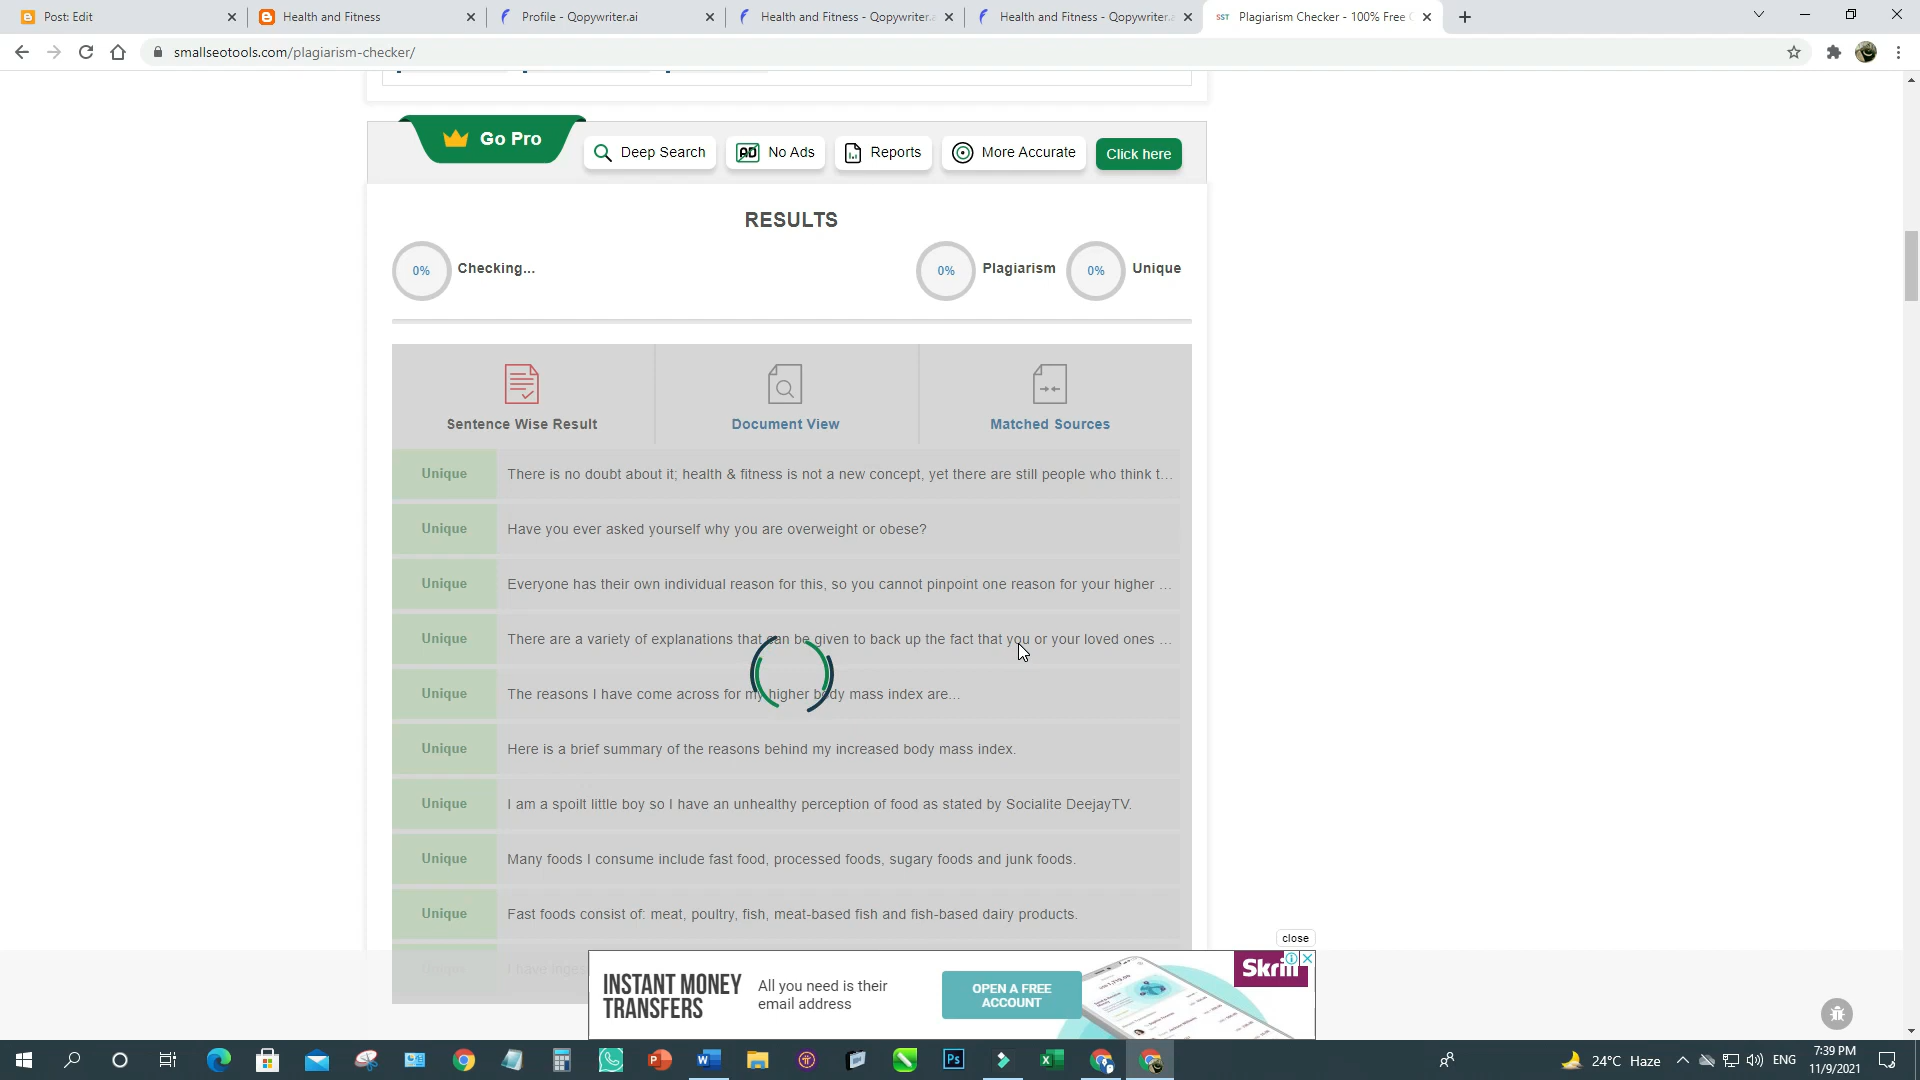 Post: Edit
Health and Fitness
Profile - Qopywriter.ai
Health and Fitness - Qopywriter.a
Health and Fitness - Qopywriter.a
SST Plagiarism Checker - 100% Free
smallseotools.com/plagiarism-checker/
Go Pro
Deep Search
AD No Ads
Reports
More Accurate
Click here
RESULTS
0% Checking...
0% Plagiarism
0% Unique
Sentence Wise Result
Document View
Matched Sources
Unique There is no doubt about it; health & fitness is not a new concept, yet there are still people who think t...
Unique Have you ever asked yourself why you are overweight or obese?
Unique Everyone has their own individual reason for this, so you cannot pinpoint one reason for your higher ...
Unique There are a variety of explanations that can be given to back up the fact that you or your loved ones ...
Unique The reasons I have come across for my higher body mass index are...
Unique Here is a brief summary of the reasons behind my increased body mass index.
Unique I am a spoilt little boy so I have an unhealthy perception of food as stated by Socialite DeejayTV.
Unique Many foods I consume include fast food, processed foods, sugary foods and junk foods.
Unique Fast foods consist of: meat, poultry, fish, meat-based fish and fish-based dairy products.
close
INSTANT MONEY
TRANSFERS
All you need is their
email address
OPEN A FREE
ACCOUNT
Skrill
24°C Haze
ENG
7:39 PM
11/9/2021